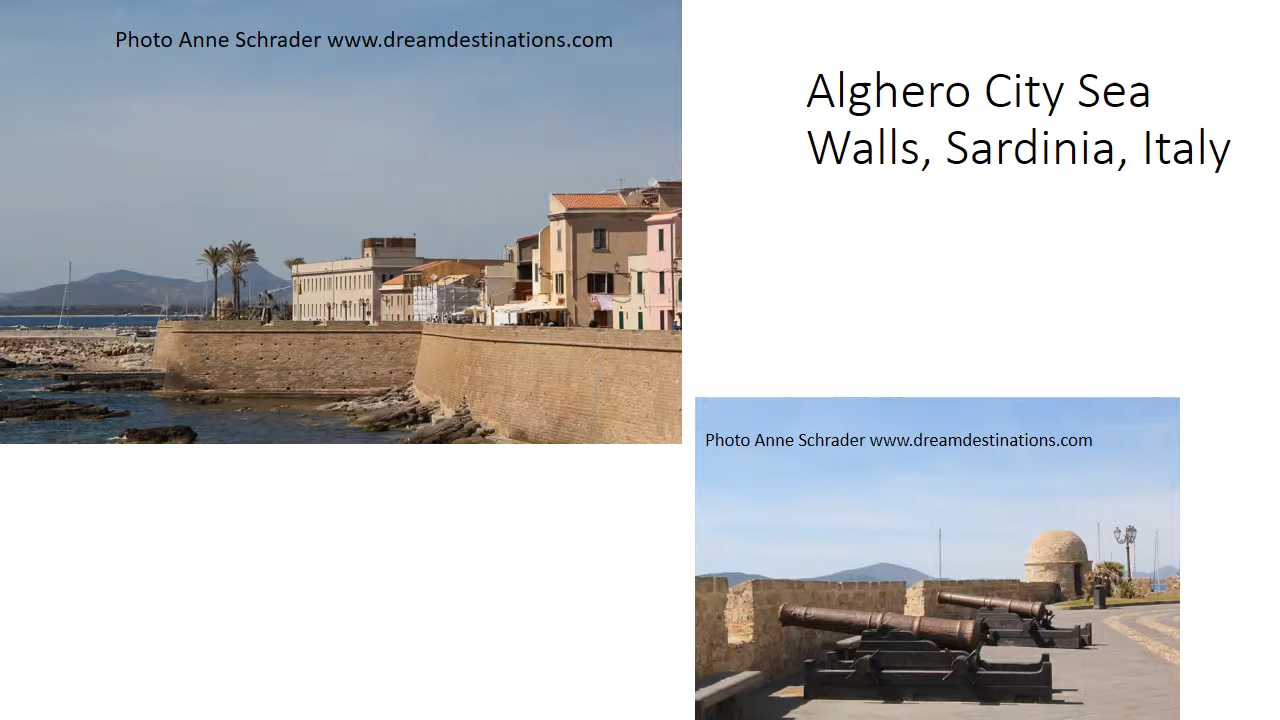 Photo Anne Schrader www.dreamdestinations.com
Alghero City Sea
Walls, Sardinia, Italy
Photo Anne Schrader www.dreamdestinations.com